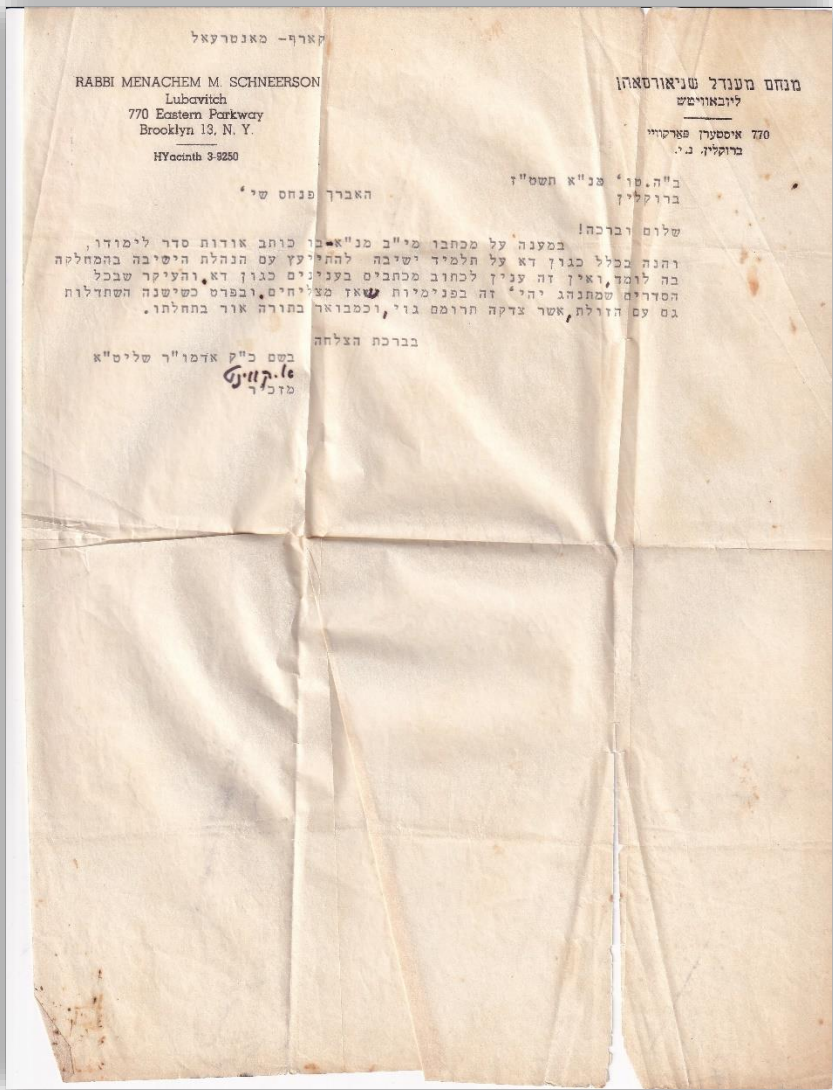 קארף- מאנטרעאל
RABBI MENACHEM M. SCHNEERSON
Lubavitch
770 Eastern Parkway
Brooklyn 13, N. Y.
HYacinth 3-9250
מנחם מענדל שניאורסאהן
ליובאוויטש
770 איסטערן פארקוויי
ברוקלין, נ. י.
ב"ה. טו' מנ"א תשט"ז
ברוקלין
האברך פנחס שי'
שלום וברכה!
במענה על מכתבו מי"ב מנ"א בו כותב אודות סדר לימודו,
והנה בכלל כגון דא על תלמיד ישיבה להתייעץ עם הנהלת הישיבה בהמחלקה
בה לומד, ואין זה ענין לכתוב מכתבים בענינים כגון דא, והעיקר שבכל
הסדרים שמתנהג יהי' זה בפנימיות שאז מצליחים, ובפרט כשישנה השתדלות
גם עם הזולת, אשר צדקה תרומם גוי, וכמבואר בתורה אור בתחלתו.
בברכת הצלחה
בשם כ"ק אדמו"ר שליט"א
א. קווינט
מזכיר